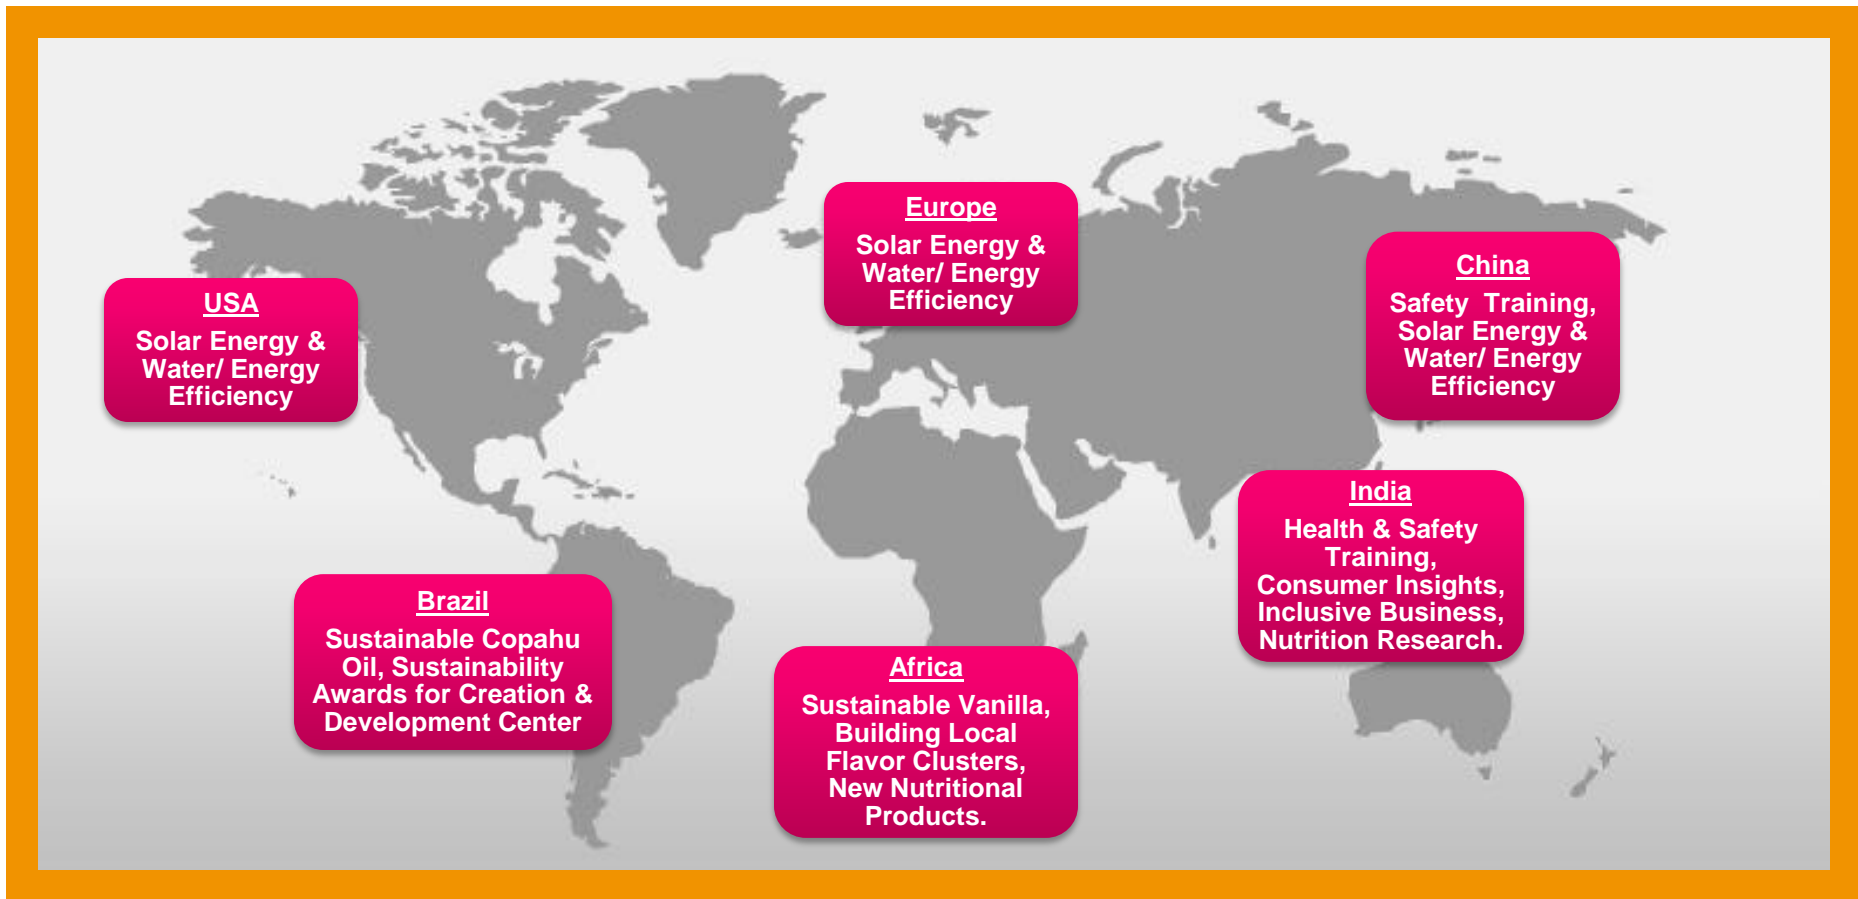 Europe
Solar Energy &
Water/ Energy
Efficiency
China
Safety  Training,
Solar Energy &
Water/ Energy
Efficiency
USA
Solar Energy &
Water/ Energy
Efficiency
India
Health & Safety
Training,
Consumer Insights,
Inclusive Business,
Nutrition Research.
Brazil
Sustainable Copahu
Oil, Sustainability
Awards for Creation &
Development Center
Africa
Sustainable Vanilla,
Building Local
Flavor Clusters,
New Nutritional
Products.